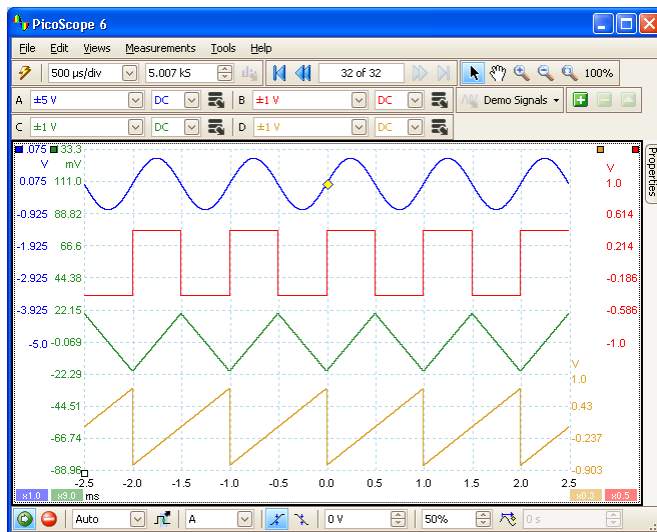 PicoScope 6
File Edit Views Measurements Tools Help
500 µs/div 5.007 kS 32 of 32 100%
A ±5 V DC B ±1 V DC Demo Signals
C ±1 V DC D ±1 V DC
.075 33.3
V mV V
0.075 111.0 1.0
-0.925 88.82 0.614
-1.925 66.6 0.214
-2.925 44.38 -0.186
-3.925 22.15 -0.586
-5.0 -0.069 -1.0
-22.29 V
1.0
-44.51 0.43
-66.74 -0.237
-88.96 -0.903
-2.5 -2.0 -1.5 -1.0 -0.5 0.0 0.5 1.0 1.5 2.0 2.5
x1.0 x9.0 ms x0.3 x0.5
Properties
Auto A 0 V 50% 0 s